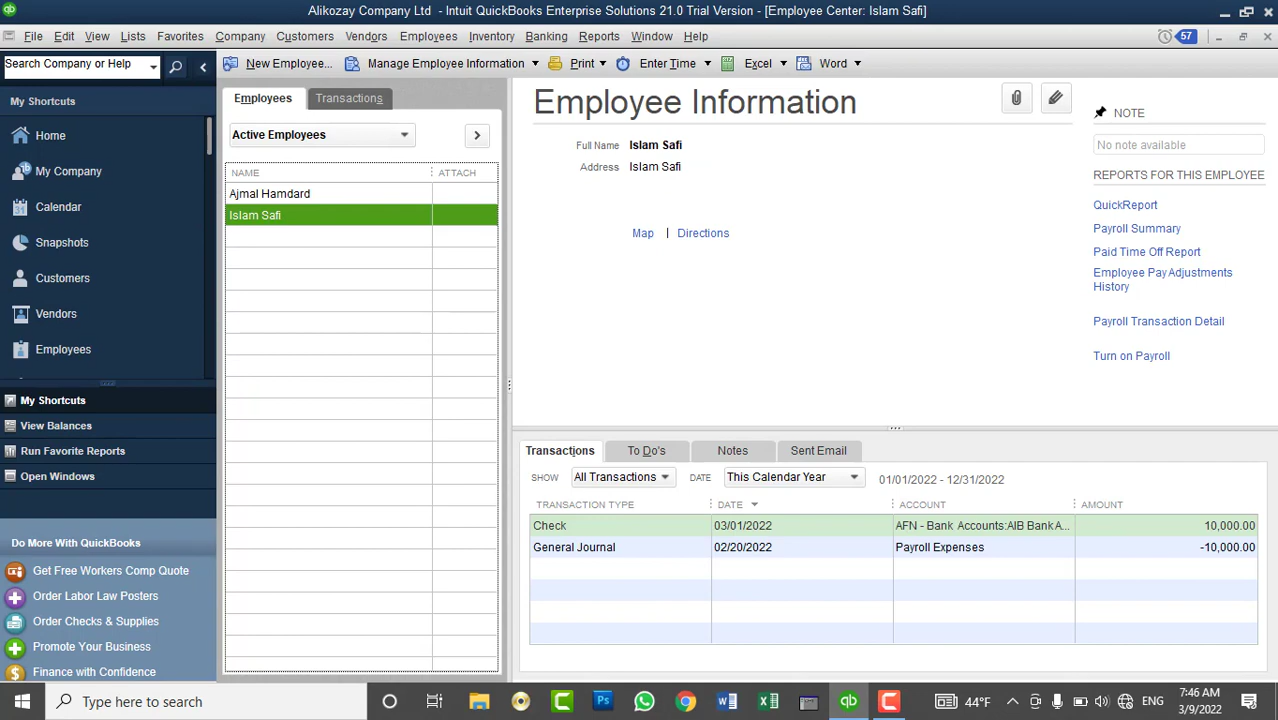 Alikozay Company Ltd - Intuit QuickBooks Enterprise Solutions 21.0 Trial Version - [Employee Center: Islam Safi]
File Edit View Lists Favorites Company Customers Vendors Employees Inventory Banking Reports Window Help 57
Search Company or Help
New Employee... Manage Employee Information Print Enter Time Excel Word
My Shortcuts
Home
My Company
Calendar
Snapshots
Customers
Vendors
Employees
My Shortcuts
View Balances
Run Favorite Reports
Open Windows
Do More With QuickBooks
Get Free Workers Comp Quote
Order Labor Law Posters
Order Checks & Supplies
Promote Your Business
Finance with Confidence
Employees Transactions
Active Employees
NAME ATTACH
Ajmal Hamdard
Islam Safi
Employee Information
Full Name Islam Safi
Address Islam Safi
Map Directions
NOTE
No note available
REPORTS FOR THIS EMPLOYEE
QuickReport
Payroll Summary
Paid Time Off Report
Employee Pay Adjustments
History
Payroll Transaction Detail
Turn on Payroll
Transactions To Do's Notes Sent Email
SHOW All Transactions DATE This Calendar Year 01/01/2022 - 12/31/2022
TRANSACTION TYPE DATE ACCOUNT AMOUNT
Check 03/01/2022 AFN - Bank Accounts:AIB Bank A... 10,000.00
General Journal 02/20/2022 Payroll Expenses -10,000.00
Type here to search
44°F ENG 7:46 AM
3/9/2022